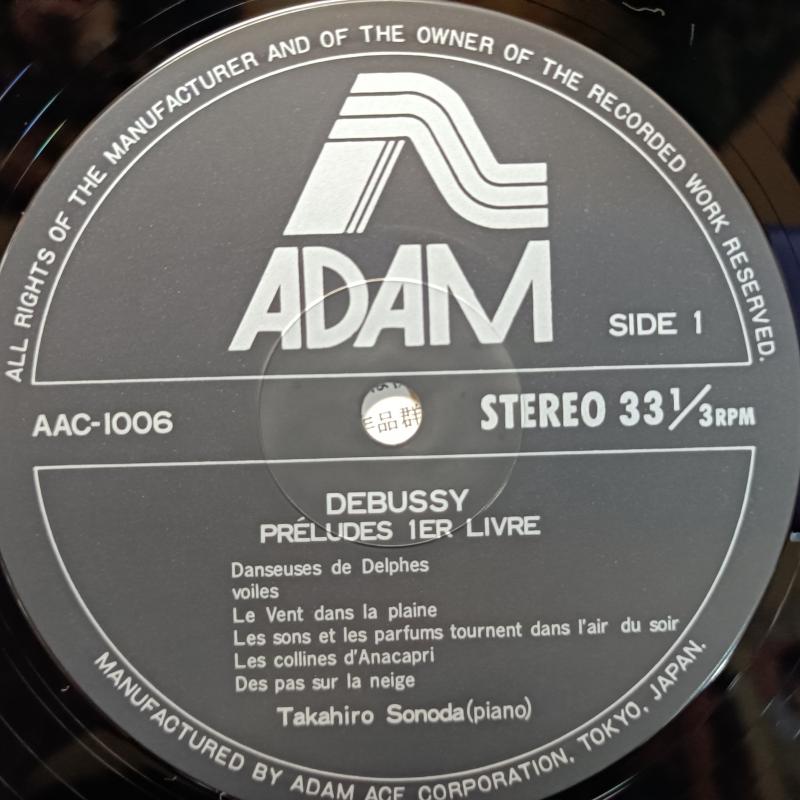 ALL RIGHTS OF THE MANUFACTURER AND OF THE OWNER OF THE RECORDED WORK RESERVED.
ADAM
SIDE 1
AAC-1006
品群
STEREO 33 1/3 RPM
DEBUSSY
PRÉLUDES 1ER LIVRE
Danseuses de Delphes
voiles
Le Vent dans la plaine
Les sons et les parfums tournent dans l'air du soir
Les collines d'Anacapri
Des pas sur la neige
Takahiro Sonoda (piano)
MANUFACTURED BY ADAM ACE CORPORATION, TOKYO, JAPAN.